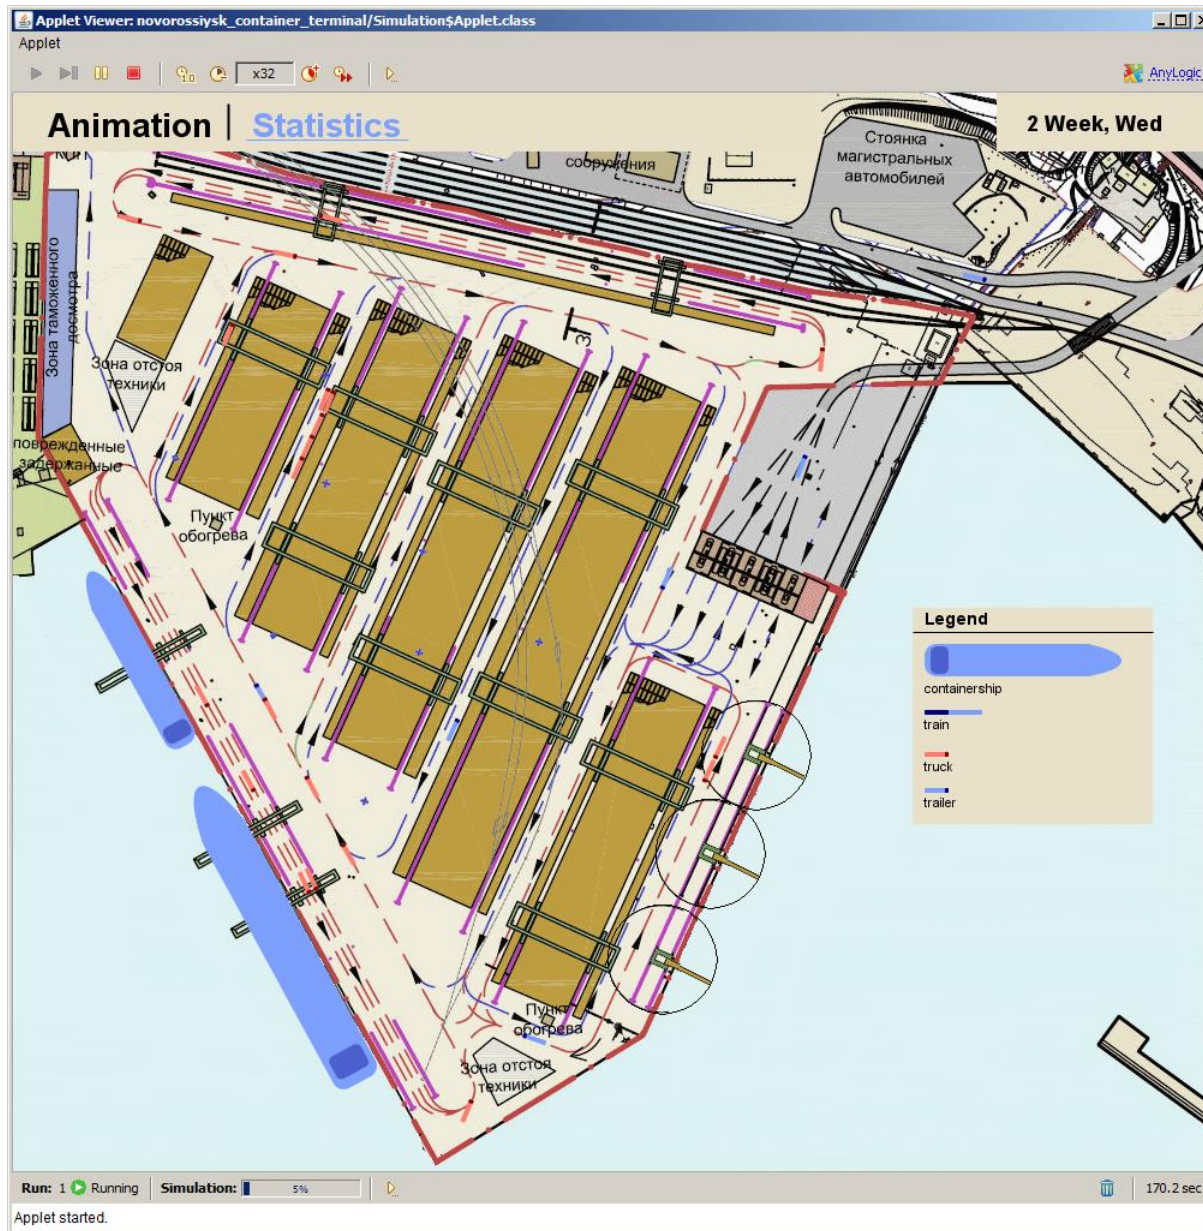 Applet Viewer: novorossiysk_container_terminal/Simulation$Applet.class
Applet
1.0
x32
AnyLogic
Animation | Statistics
2 Week, Wed
сооружения
Стоянка
магистральных
автомобилей
Зона таможенного
досмотра
Зона отстоя
техники
поврежденные
задержанные
Пункт
обогрева
Legend
containership
train
truck
trailer
Пункт
обогрева
Зона отстоя
техники
Run: 1 Running
Simulation:
5%
170.2 sec
Applet started.